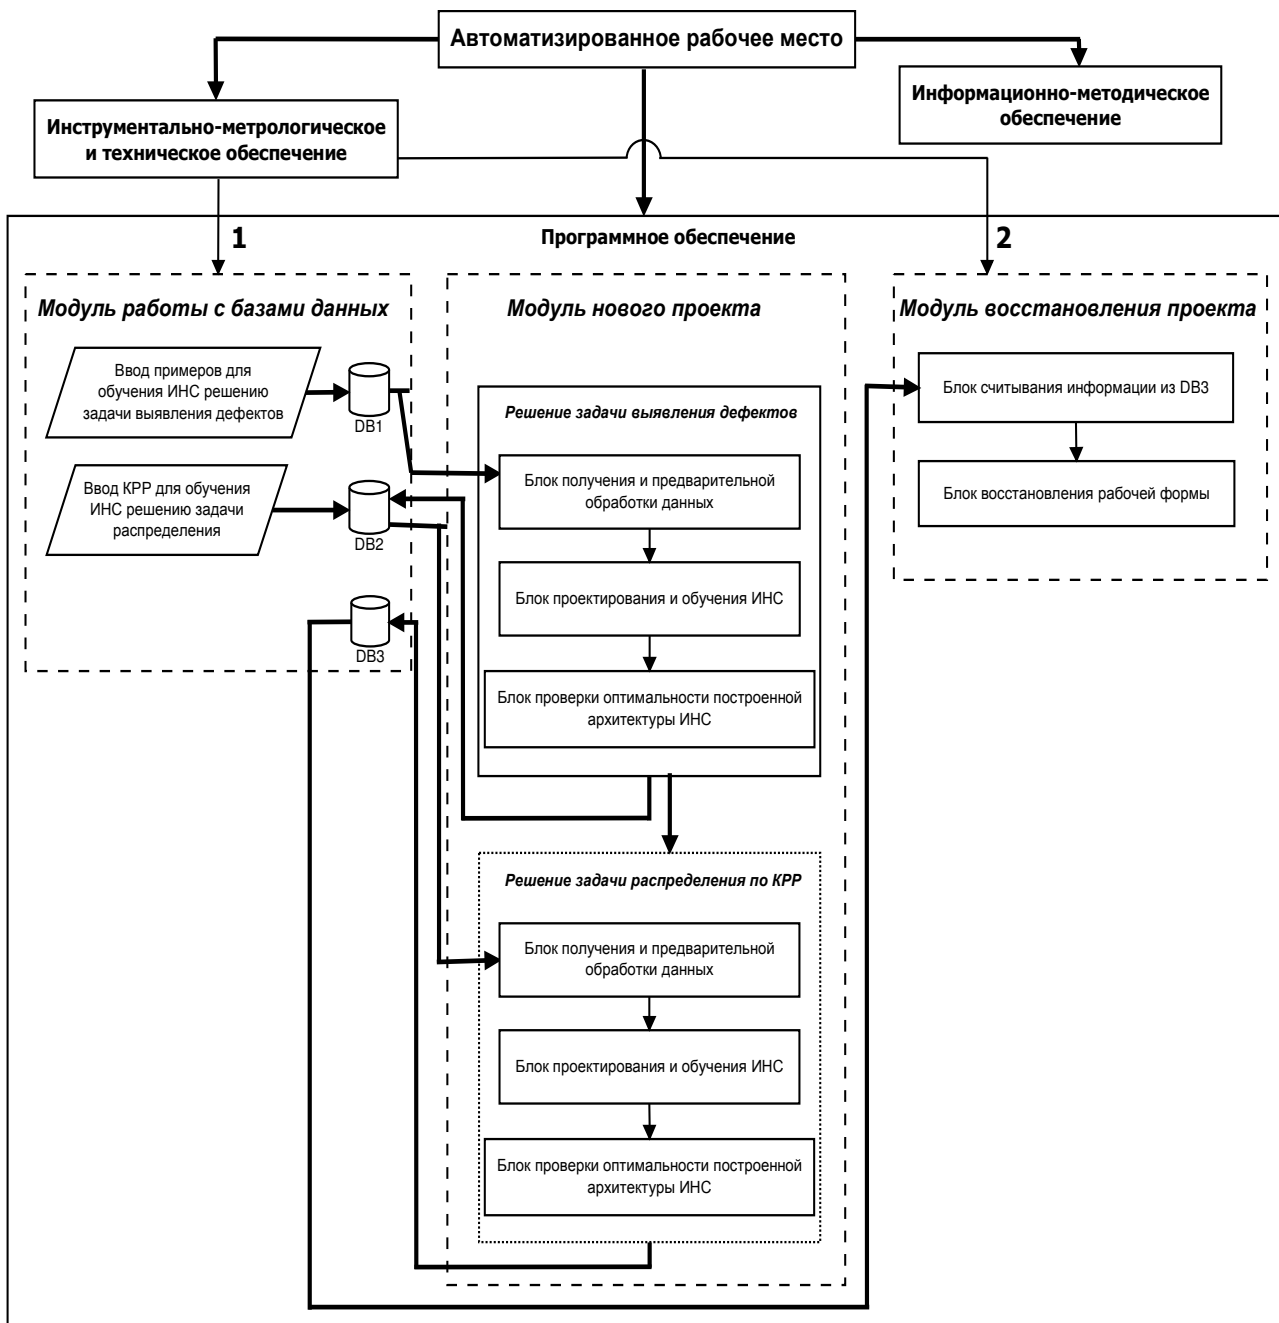 Автоматизированное рабочее место
Информационно-методическое
обеспечение
Инструментально-метрологическое
и техническое обеспечение
1
Программное обеспечение
2
Модуль работы с базами данных
Ввод примеров для
обучения ИНС решению
задачи выявления дефектов
DB1
Ввод КРР для обучения
ИНС решению задачи
распределения
DB2
DB3
Модуль нового проекта
Решение задачи выявления дефектов
Блок получения и предварительной
обработки данных
Блок проектирования и обучения ИНС
Блок проверки оптимальности построенной
архитектуры ИНС
Решение задачи распределения по КРР
Блок получения и предварительной
обработки данных
Блок проектирования и обучения ИНС
Блок проверки оптимальности построенной
архитектуры ИНС
Модуль восстановления проекта
Блок считывания информации из DB3
Блок восстановления рабочей формы